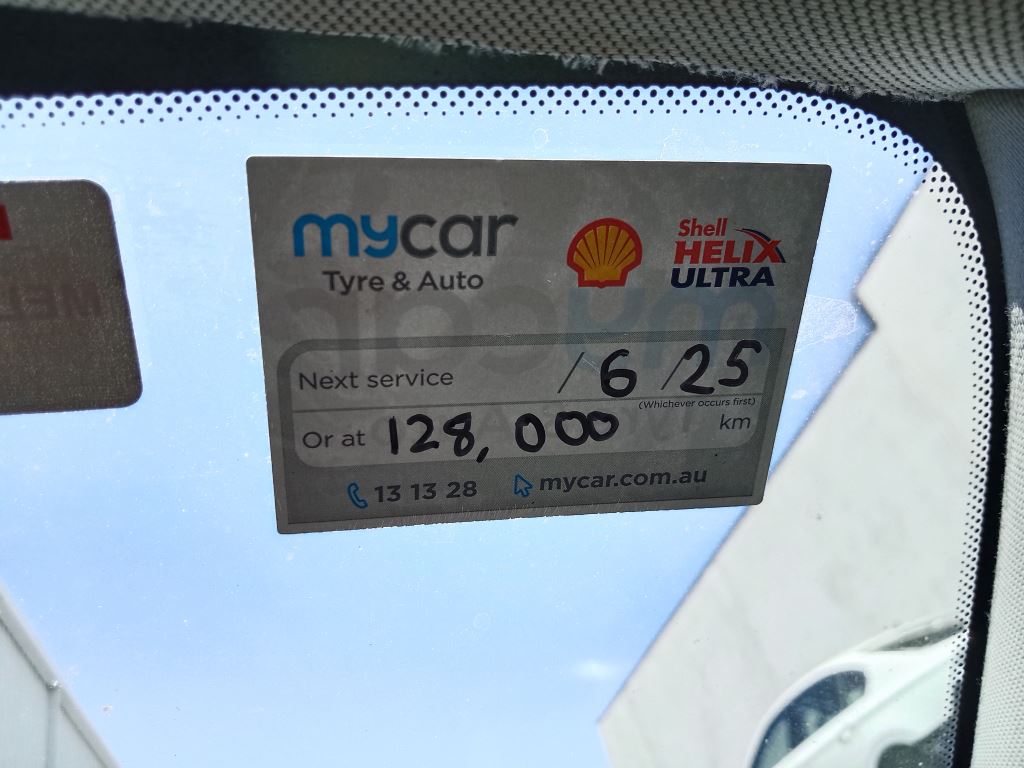 mycar
Tyre & Auto
Shell
HELIX
ULTRA
Next service / 6 / 25
(Whichever occurs first)
Or at 128,000 km
13 13 28 mycar.com.au